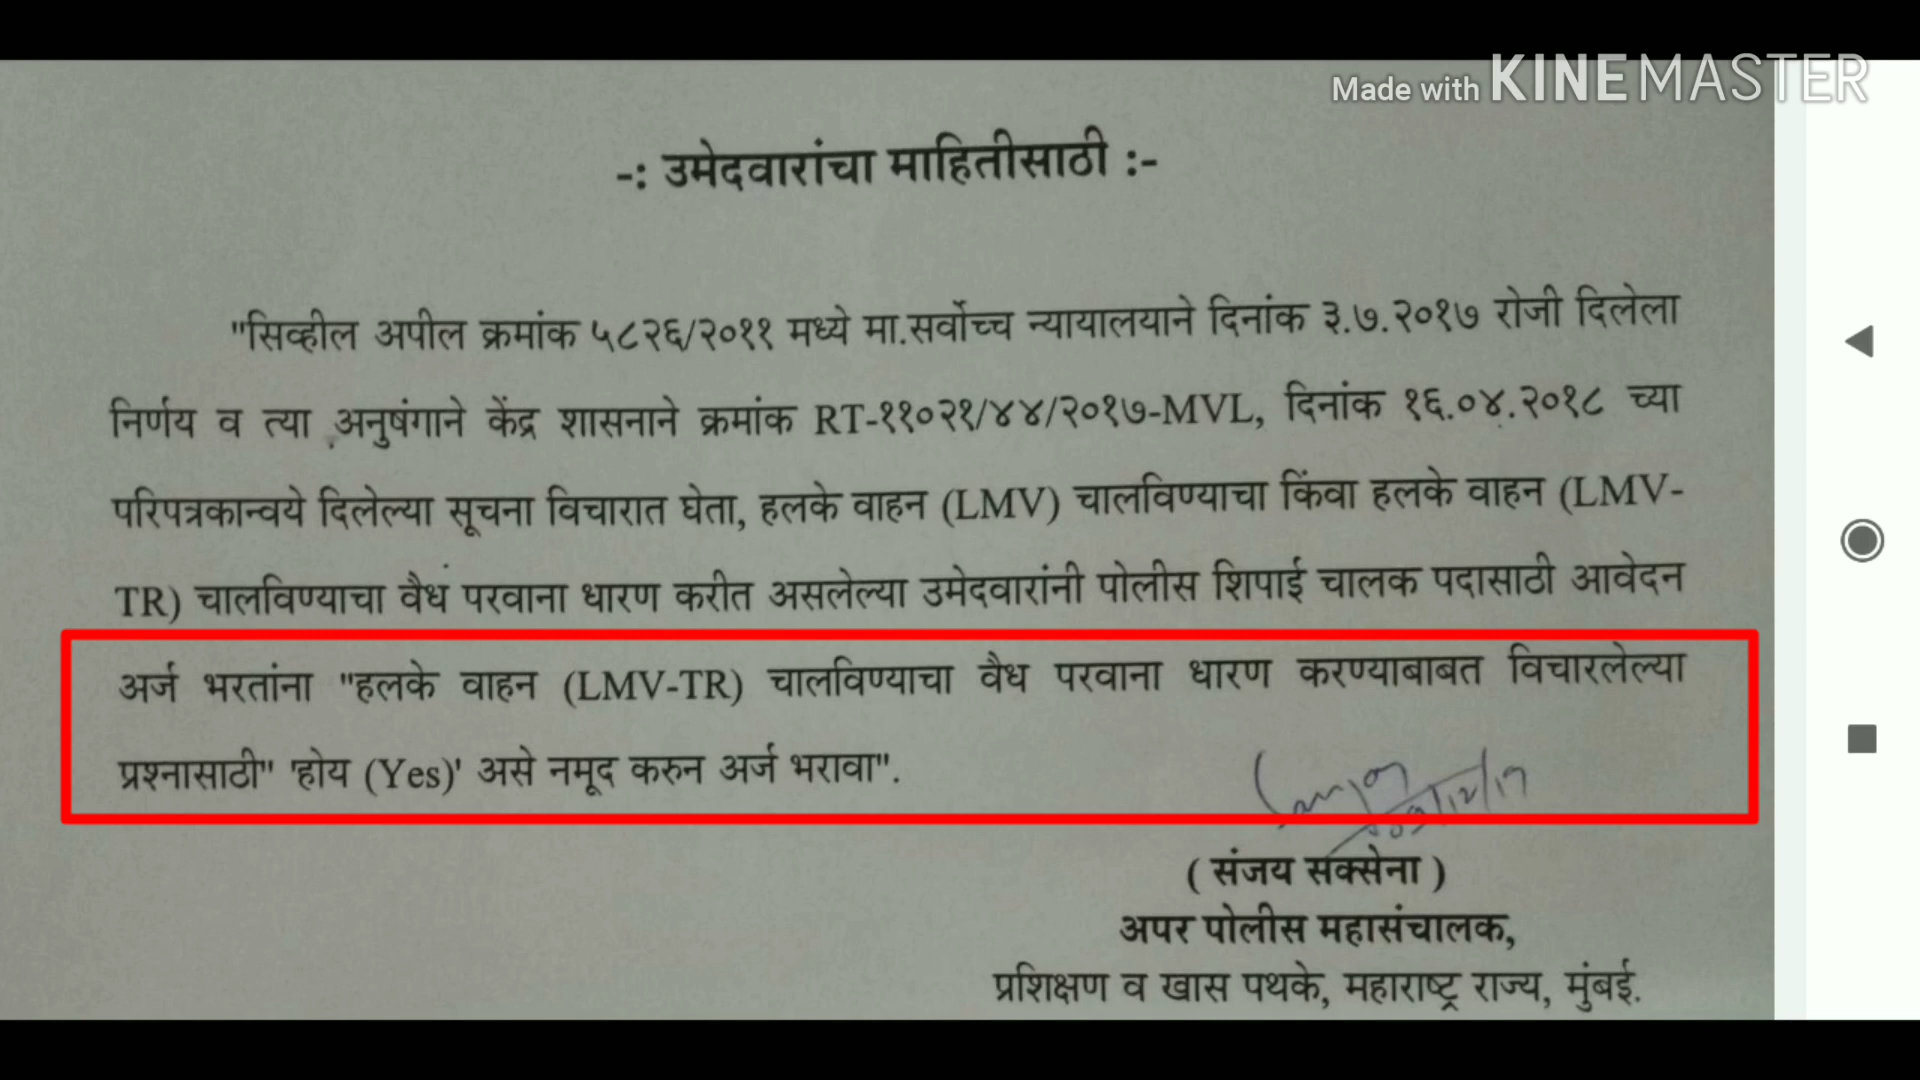 Made with KINEMASTER
-: उमेदवारांचा माहितीसाठी :-
"सिव्हील अपील क्रमांक ५८२६/२०११ मध्ये मा.सर्वोच्च न्यायालयाने दिनांक ३.७.२०१७ रोजी दिलेला
निर्णय व त्या अनुषंगाने केंद्र शासनाने क्रमांक RT-११०२१/४४/२०१७-MVL, दिनांक १६.०४.२०१८ च्या
परिपत्रकान्वये दिलेल्या सूचना विचारात घेता, हलके वाहन (LMV) चालविण्याचा किंवा हलके वाहन (LMV-
TR) चालविण्याचा वैध परवाना धारण करीत असलेल्या उमेदवारांनी पोलीस शिपाई चालक पदासाठी आवेदन
अर्ज भरतांना "हलके वाहन (LMV-TR) चालविण्याचा वैध परवाना धारण करण्याबाबत विचारलेल्या
प्रश्नासाठी" 'होय (Yes)' असे नमूद करुन अर्ज भरावा".
( संजय सक्सेना )
अपर पोलीस महासंचालक,
प्रशिक्षण व खास पथके, महाराष्ट्र राज्य, मुंबई.